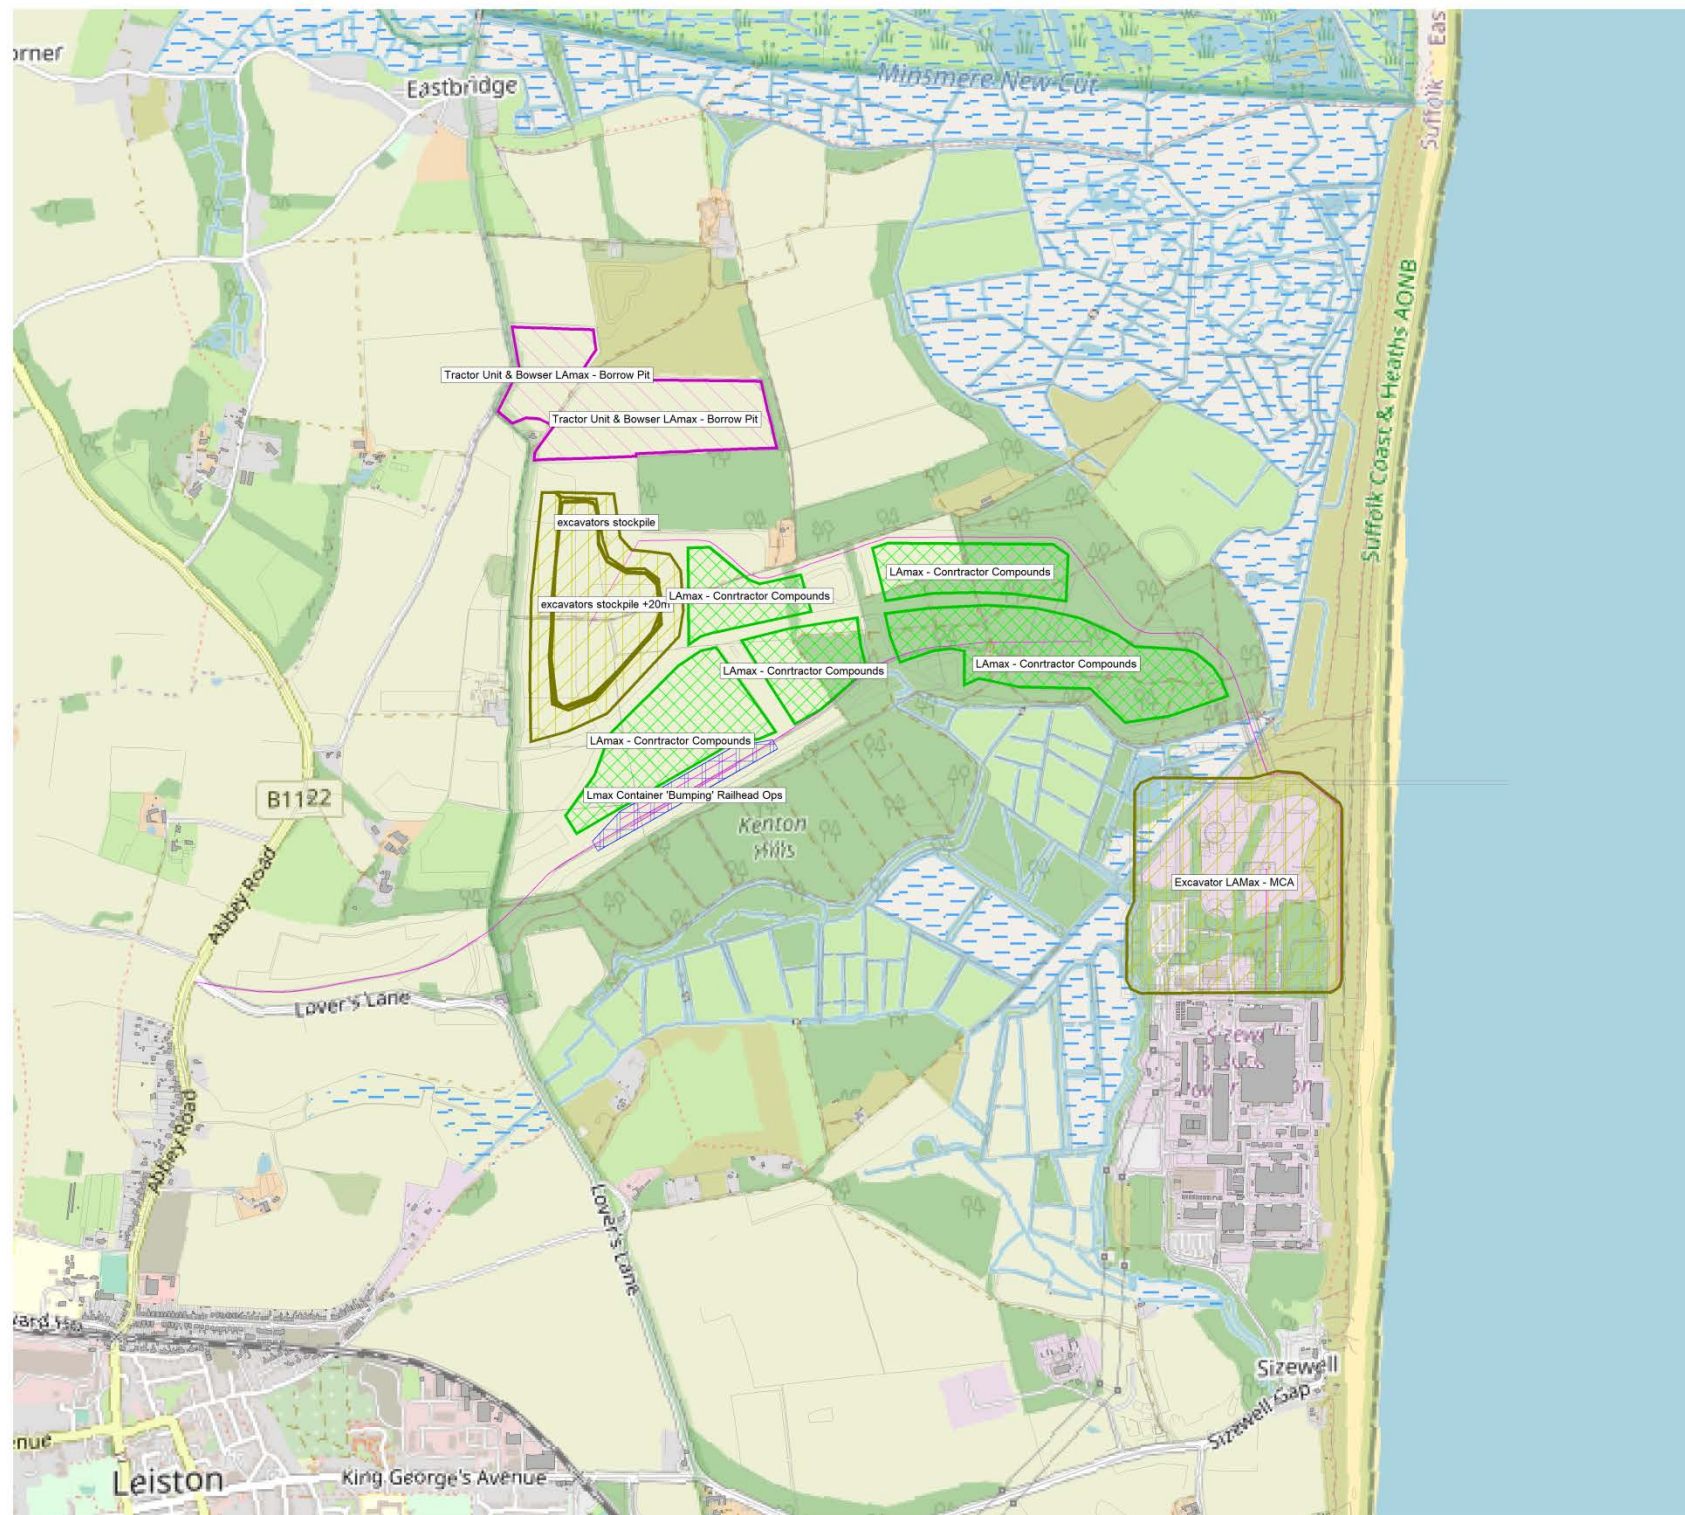 orner
Eastbridge
Minsmere New Cut
Suffolk
Eas
Suffolk Coast & Heaths AONB
Tractor Unit & Bowser LAmax - Borrow Pit
Tractor Unit & Bowser LAmax - Borrow Pit
excavators stockpile
LAmax - Conrtractor Compounds
LAmax - Conrtractor Compounds
excavators stockpile +20m
LAmax - Conrtractor Compounds
LAmax - Conrtractor Compounds
LAmax - Conrtractor Compounds
Lmax Container 'Bumping' Railhead Ops
B1122
Kenton
Hills
Excavator LAMax - MCA
Abbey Road
Lover's Lane
Abbey Road
Lover's Lane
Sizewell
Sizewell Gap
enue
Leiston
King George's Avenue